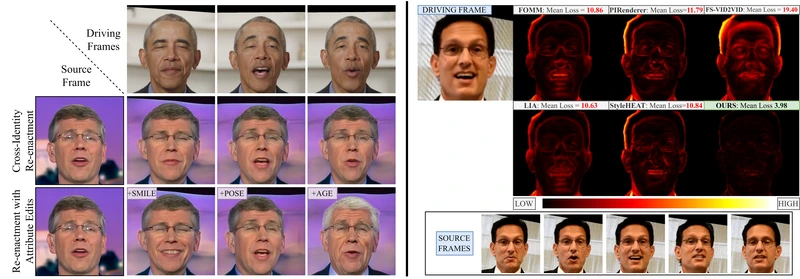 Driving
Frames
Source
Frame
Cross-Identity
Re-enactment
Re-enactment with
Attribute Edits
+SMILE
+POSE
+AGE
DRIVING FRAME
FOMM: Mean Loss = 10.86
PIRenderer: Mean Loss = 11.79
FS-VID2VID: Mean Loss = 19.40
LIA: Mean Loss = 10.63
StyleHEAT: Mean Loss=10.84
OURS: Mean Loss 3.98
LOW
HIGH
SOURCE
FRAMES